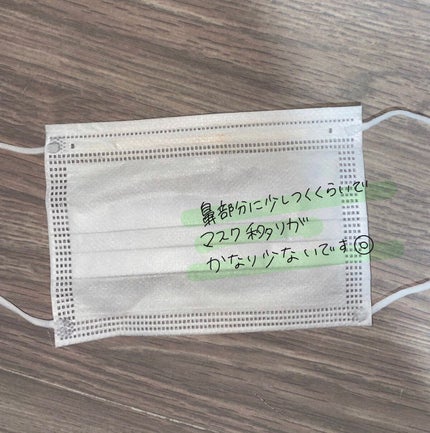 鼻部分に少しつくくらいで
マスク移りが
かなり少ないです◎